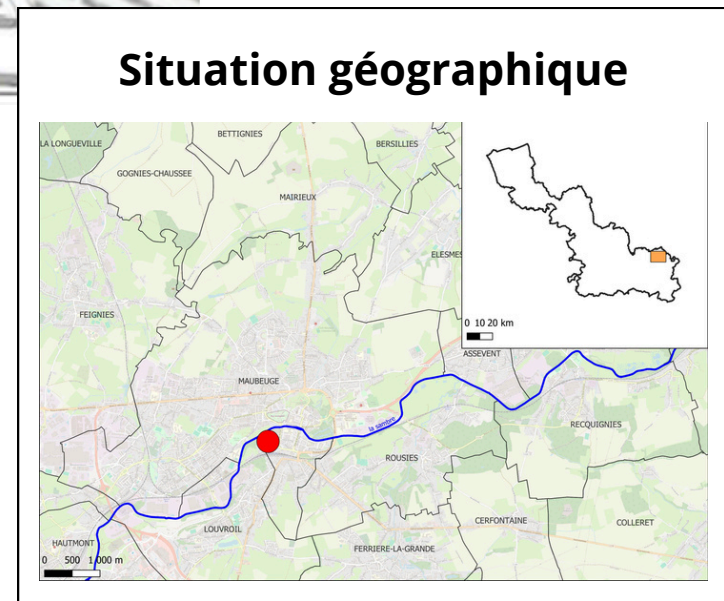 Situation géographique
LA LONGUEVILLE
BETTIGNIES
BERSILLIES
GOGNIES-CHAUSSEE
MAIRIEUX
ELESMES
0 10 20 km
FEIGNIES
ASSEVENT
MAUBEUGE
la sambre
RECQUIGNIES
ROUSIES
LOUVROIL
CERFONTAINE
COLLERET
HAUTMONT
FERRIERE-LA-GRANDE
0 500 1 000 m